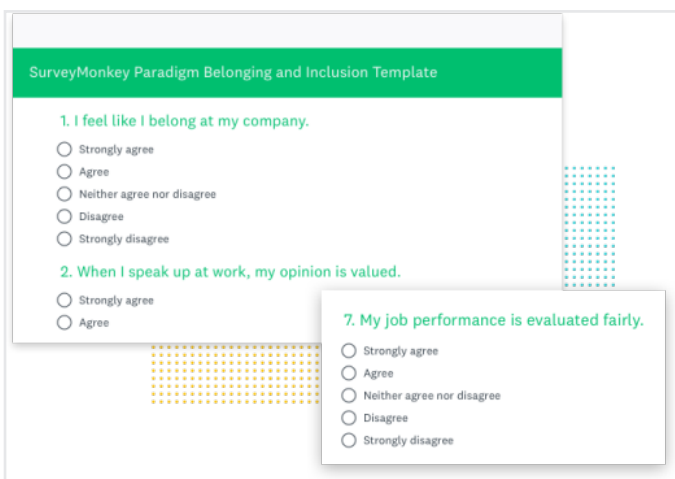 SurveyMonkey Paradigm Belonging and Inclusion Template
1. I feel like I belong at my company.
Strongly agree
Agree
Neither agree nor disagree
Disagree
Strongly disagree
2. When I speak up at work, my opinion is valued.
Strongly agree
Agree
7. My job performance is evaluated fairly.
Strongly agree
Agree
Neither agree nor disagree
Disagree
Strongly disagree